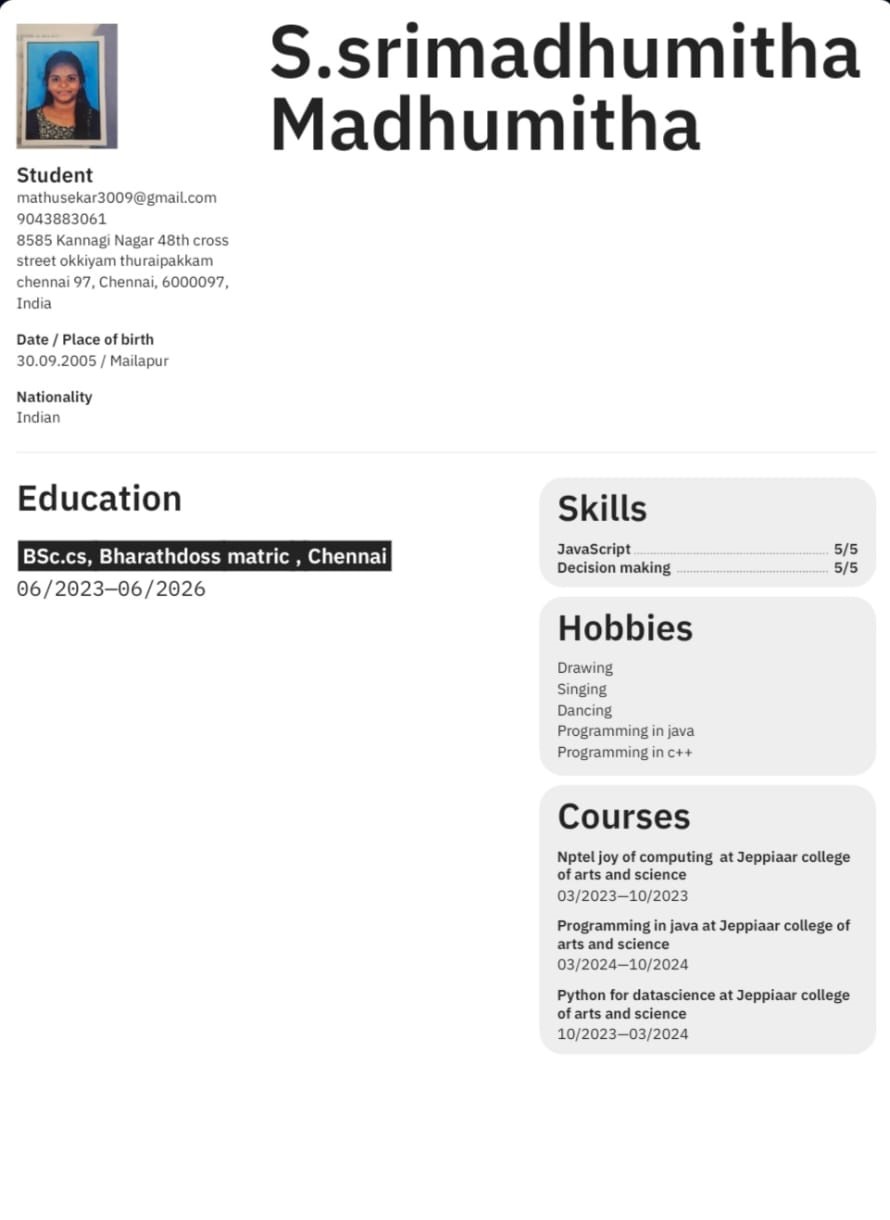 S.srimadhumitha
Madhumitha
Student
mathusekar3009@gmail.com
9043883061
8585 Kannagi Nagar 48th cross
street okkiyam thuraipakkam
chennai 97, Chennai, 6000097,
India
Date / Place of birth
30.09.2005 / Mailapur
Nationality
Indian
Education
BSc.cs, Bharathdoss matric , Chennai
06/2023—06/2026
Skills
JavaScript 5/5
Decision making 5/5
Hobbies
Drawing
Singing
Dancing
Programming in java
Programming in c++
Courses
Nptel joy of computing  at Jeppiaar college
of arts and science
03/2023—10/2023
Programming in java at Jeppiaar college of
arts and science
03/2024—10/2024
Python for datascience at Jeppiaar college
of arts and science
10/2023—03/2024